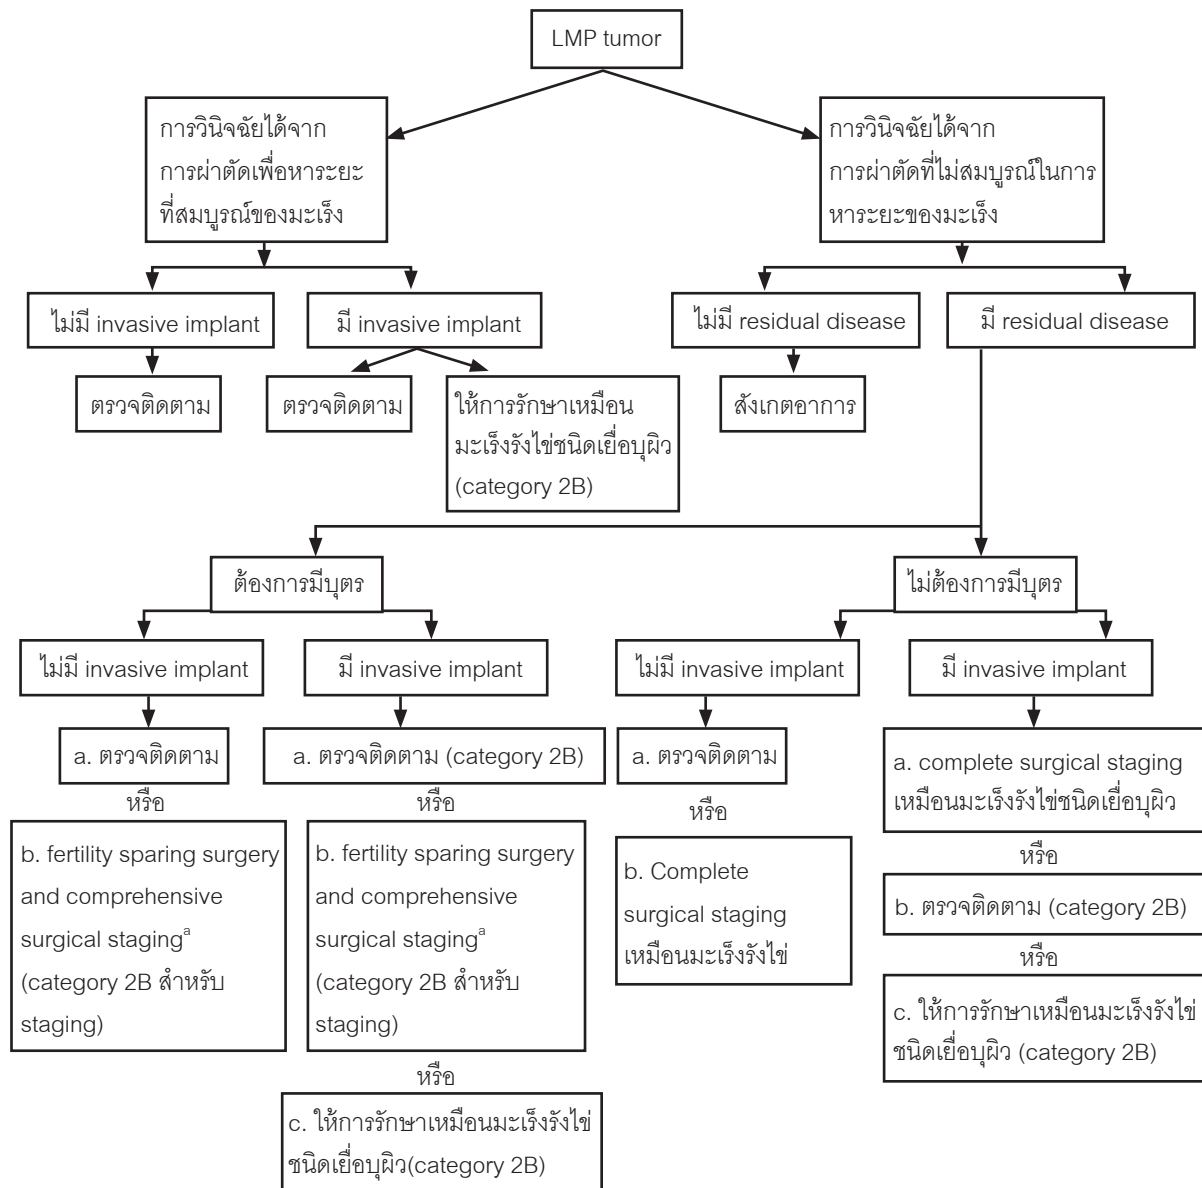 LMP tumor
การวินิจฉัยได้จาก
การผ่าตัดเพื่อหาระยะ
ที่สมบูรณ์ของมะเร็ง
การวินิจฉัยได้จาก
การผ่าตัดที่ไม่สมบูรณ์ในการ
หาระยะของมะเร็ง
ไม่มี invasive implant
มี invasive implant
ไม่มี residual disease
มี residual disease
ตรวจติดตาม
ตรวจติดตาม
ให้การรักษาเหมือน
มะเร็งรังไข่ชนิดเยื่อบุผิว
(category 2B)
สังเกตอาการ
ต้องการมีบุตร
ไม่ต้องการมีบุตร
ไม่มี invasive implant
มี invasive implant
ไม่มี invasive implant
มี invasive implant
a. ตรวจติดตาม
หรือ
b. fertility sparing surgery
and comprehensive
surgical stagingᵃ
(category 2B สำหรับ
staging)
a. ตรวจติดตาม (category 2B)
หรือ
b. fertility sparing surgery
and comprehensive
surgical stagingᵃ
(category 2B สำหรับ
staging)
หรือ
c. ให้การรักษาเหมือนมะเร็งรังไข่
ชนิดเยื่อบุผิว(category 2B)
a. ตรวจติดตาม
หรือ
b. Complete
surgical staging
เหมือนมะเร็งรังไข่
a. complete surgical staging
เหมือนมะเร็งรังไข่ชนิดเยื่อบุผิว
หรือ
b. ตรวจติดตาม (category 2B)
หรือ
c. ให้การรักษาเหมือนมะเร็งรังไข่
ชนิดเยื่อบุผิว (category 2B)